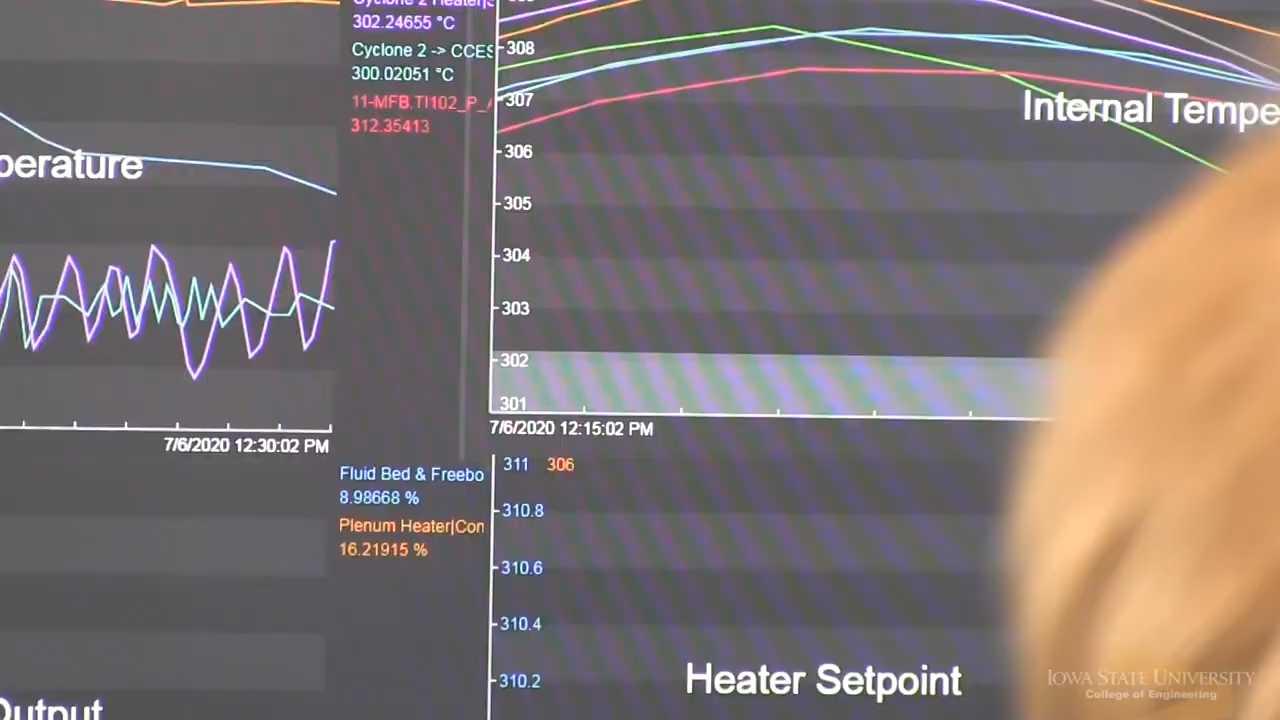 Cyclone 2 Heater|S
302.24655 °C
Cyclone 2 -> CCES
300.02051 °C
11-MFB.TI102_P_
312.35413
308
307
306
305
304
303
302
301
7/6/2020 12:15:02 PM
Internal Tempe
perature
7/6/2020 12:30:02 PM
Fluid Bed & Freebo
8.98668 %
Plenum Heater|Con
16.21915 %
311 306
310.8
310.6
310.4
310.2
Heater Setpoint
Output
IOWA STATE UNIVERSITY
College of Engineering